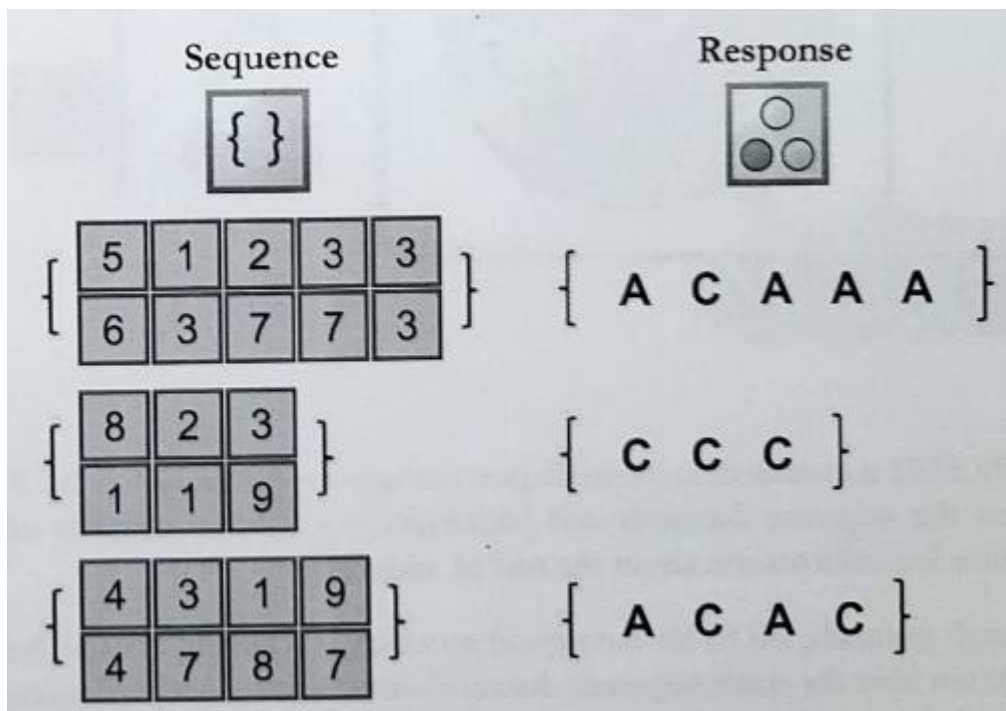 Sequence Response
{ }
5 1 2 3 3
6 3 7 7 3
{ A C A A A }
8 2 3
1 1 9
{ C C C }
4 3 1 9
4 7 8 7
{ A C A C }